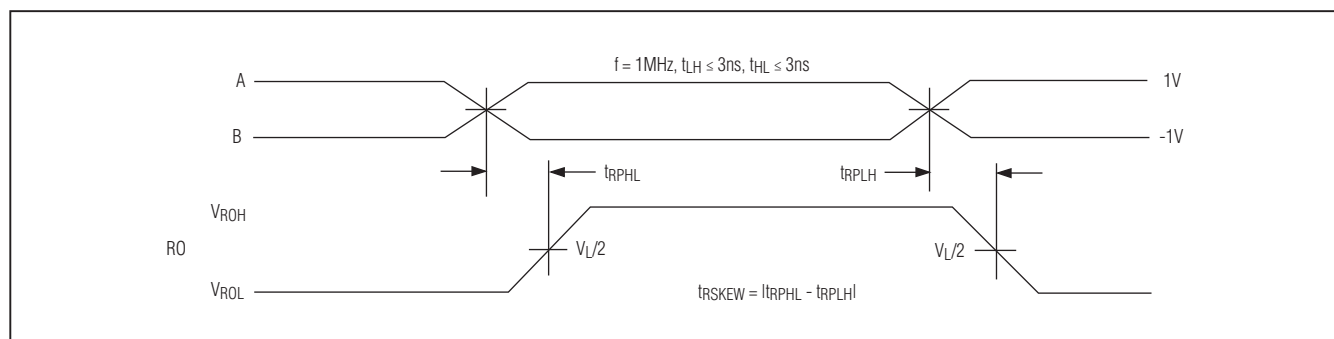 f = 1MHz, tLH ≤ 3ns, tHL ≤ 3ns
A
1V
B
-1V
tRPHL
tRPLH
VROH
RO
VL/2
VL/2
VROL
tRSKEW = |tRPHL - tRPLH|